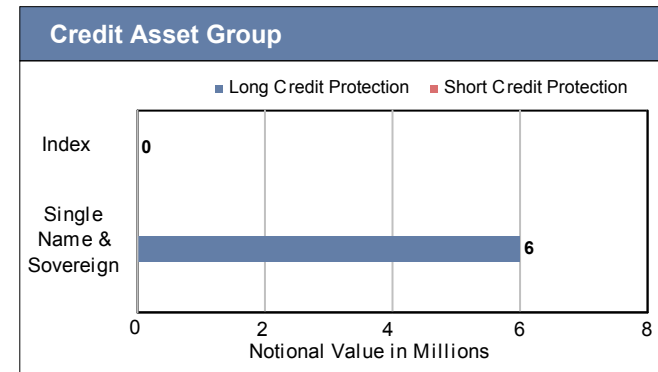 Credit Asset Group
Long Credit Protection Short Credit Protection
Index
0
Single
Name &
Sovereign
6
0 2 4 6 8
Notional Value in Millions